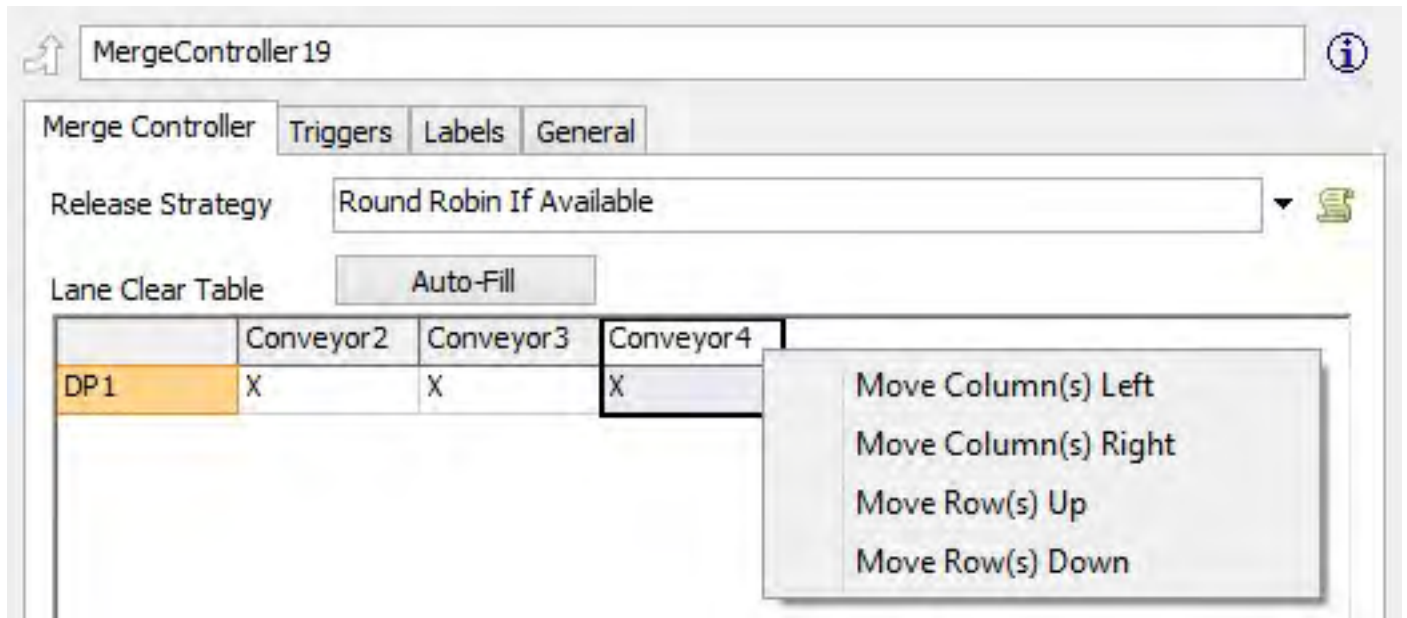 MergeController19
Merge Controller Triggers Labels General
Release Strategy Round Robin If Available
Lane Clear Table Auto-Fill
Conveyor2 Conveyor3 Conveyor4
DP1 X X X
Move Column(s) Left
Move Column(s) Right
Move Row(s) Up
Move Row(s) Down